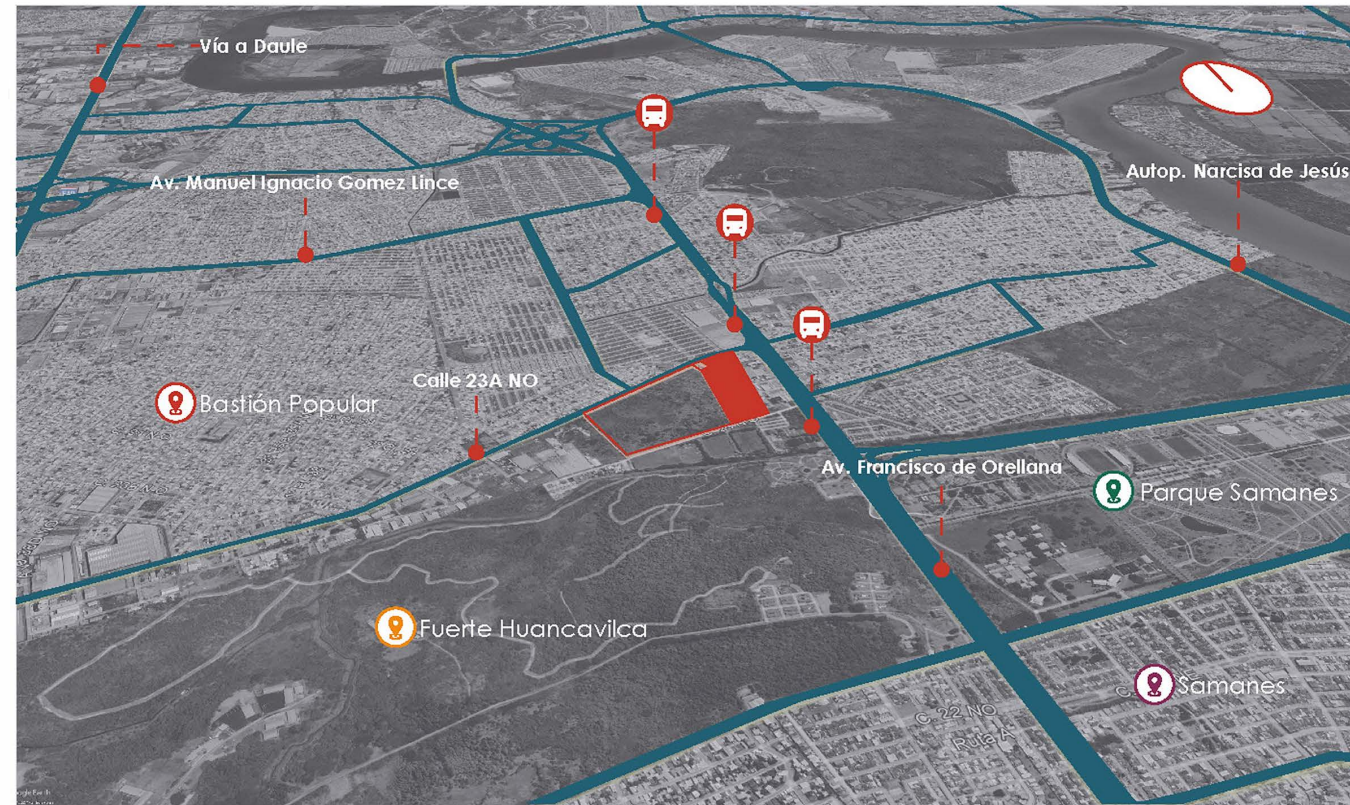 Vía a Daule
Av. Manuel Ignacio Gomez Lince
Autop. Narcisa de Jesús
Calle 23A NO
Bastión Popular
Av. Francisco de Orellana
Parque Samanes
Fuerte Huancavilca
Samanes
C. 22 NO
Ruta A